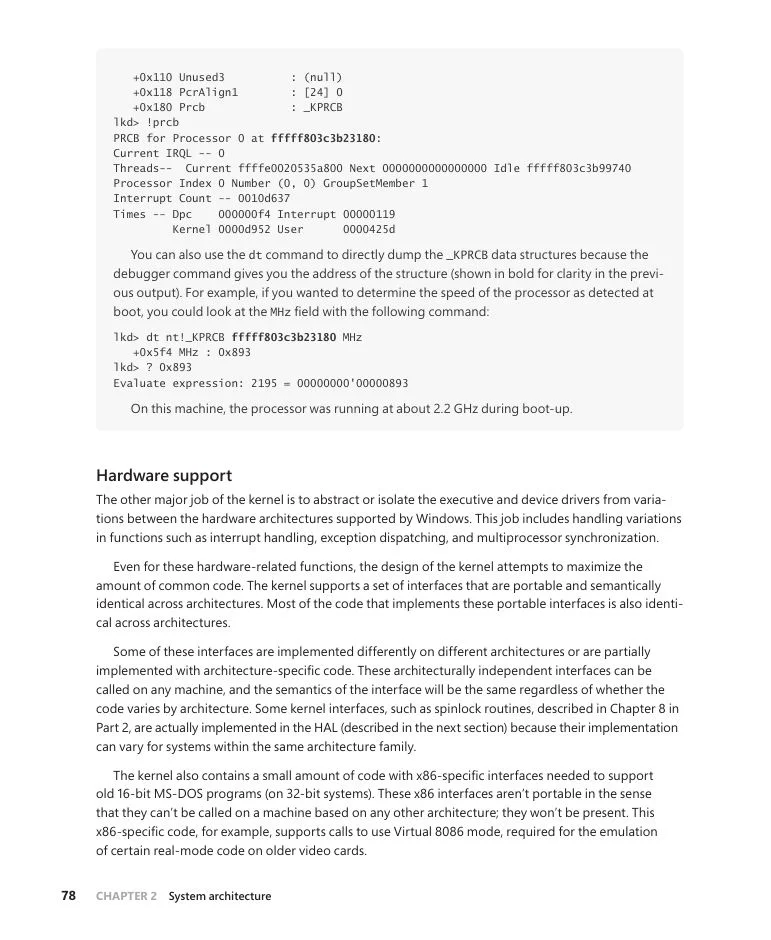 +0x110 Unused3 : (null)
+0x118 PcrAlign1 : [24] 0
+0x180 Prcb : _KPRCB
lkd> !prcb
PRCB for Processor 0 at fffff803c3b23180:
Current IRQL -- 0
Threads-- Current ffffe0020535a800 Next 0000000000000000 Idle fffff803c3b99740
Processor Index 0 Number (0, 0) GroupSetMember 1
Interrupt Count -- 0010d637
Times -- Dpc 000000f4 Interrupt 00000119
Kernel 0000d952 User 0000425d
You can also use the dt command to directly dump the _KPRCB data structures because the
debugger command gives you the address of the structure (shown in bold for clarity in the previ-
ous output). For example, if you wanted to determine the speed of the processor as detected at
boot, you could look at the MHz field with the following command:
lkd> dt nt!_KPRCB fffff803c3b23180 MHz
+0x5f4 MHz : 0x893
lkd> ? 0x893
Evaluate expression: 2195 = 00000000'00000893
On this machine, the processor was running at about 2.2 GHz during boot-up.
Hardware support
The other major job of the kernel is to abstract or isolate the executive and device drivers from varia-
tions between the hardware architectures supported by Windows. This job includes handling variations
in functions such as interrupt handling, exception dispatching, and multiprocessor synchronization.
Even for these hardware-related functions, the design of the kernel attempts to maximize the
amount of common code. The kernel supports a set of interfaces that are portable and semantically
identical across architectures. Most of the code that implements these portable interfaces is also identi-
cal across architectures.
Some of these interfaces are implemented differently on different architectures or are partially
implemented with architecture-specific code. These architecturally independent interfaces can be
called on any machine, and the semantics of the interface will be the same regardless of whether the
code varies by architecture. Some kernel interfaces, such as spinlock routines, described in Chapter 8 in
Part 2, are actually implemented in the HAL (described in the next section) because their implementation
can vary for systems within the same architecture family.
The kernel also contains a small amount of code with x86-specific interfaces needed to support
old 16-bit MS-DOS programs (on 32-bit systems). These x86 interfaces aren't portable in the sense
that they can't be called on a machine based on any other architecture; they won't be present. This
x86-specific code, for example, supports calls to use Virtual 8086 mode, required for the emulation
of certain real-mode code on older video cards.
78 CHAPTER 2 System architecture